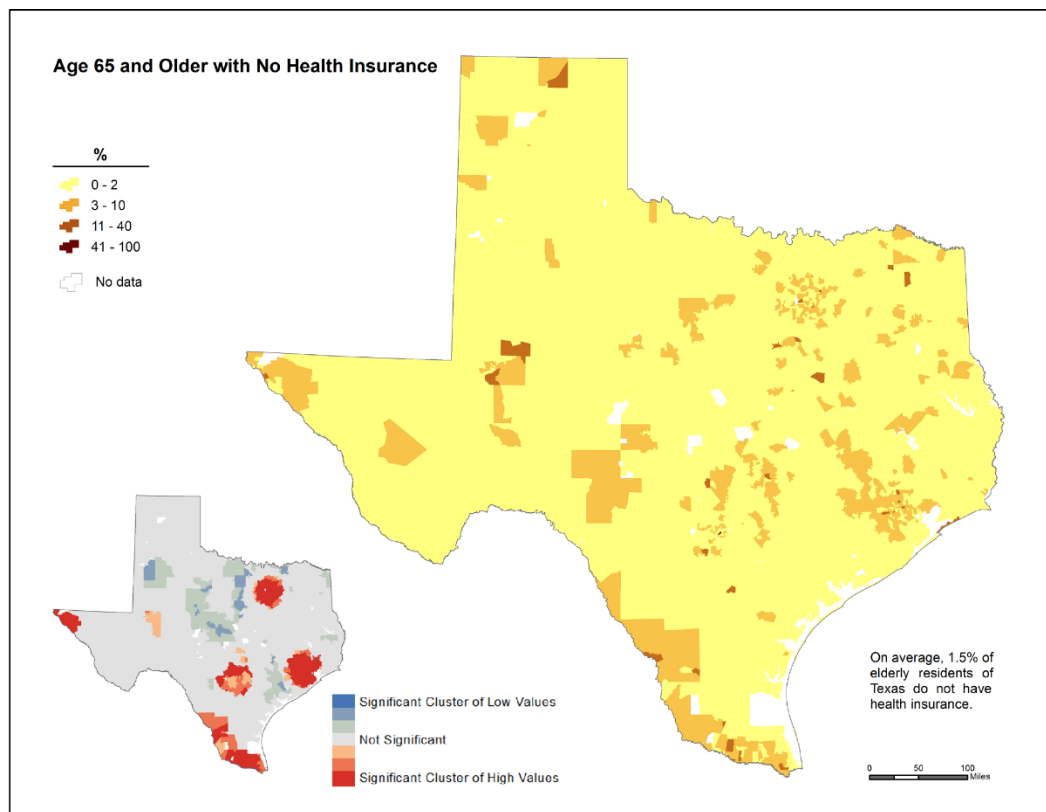 Age 65 and Older with No Health Insurance
%
0 - 2
3 - 10
11 - 40
41 - 100
No data
Significant Cluster of Low Values
Not Significant
Significant Cluster of High Values
On average, 1.5% of
elderly residents of
Texas do not have
health insurance.
0 50 100
Miles